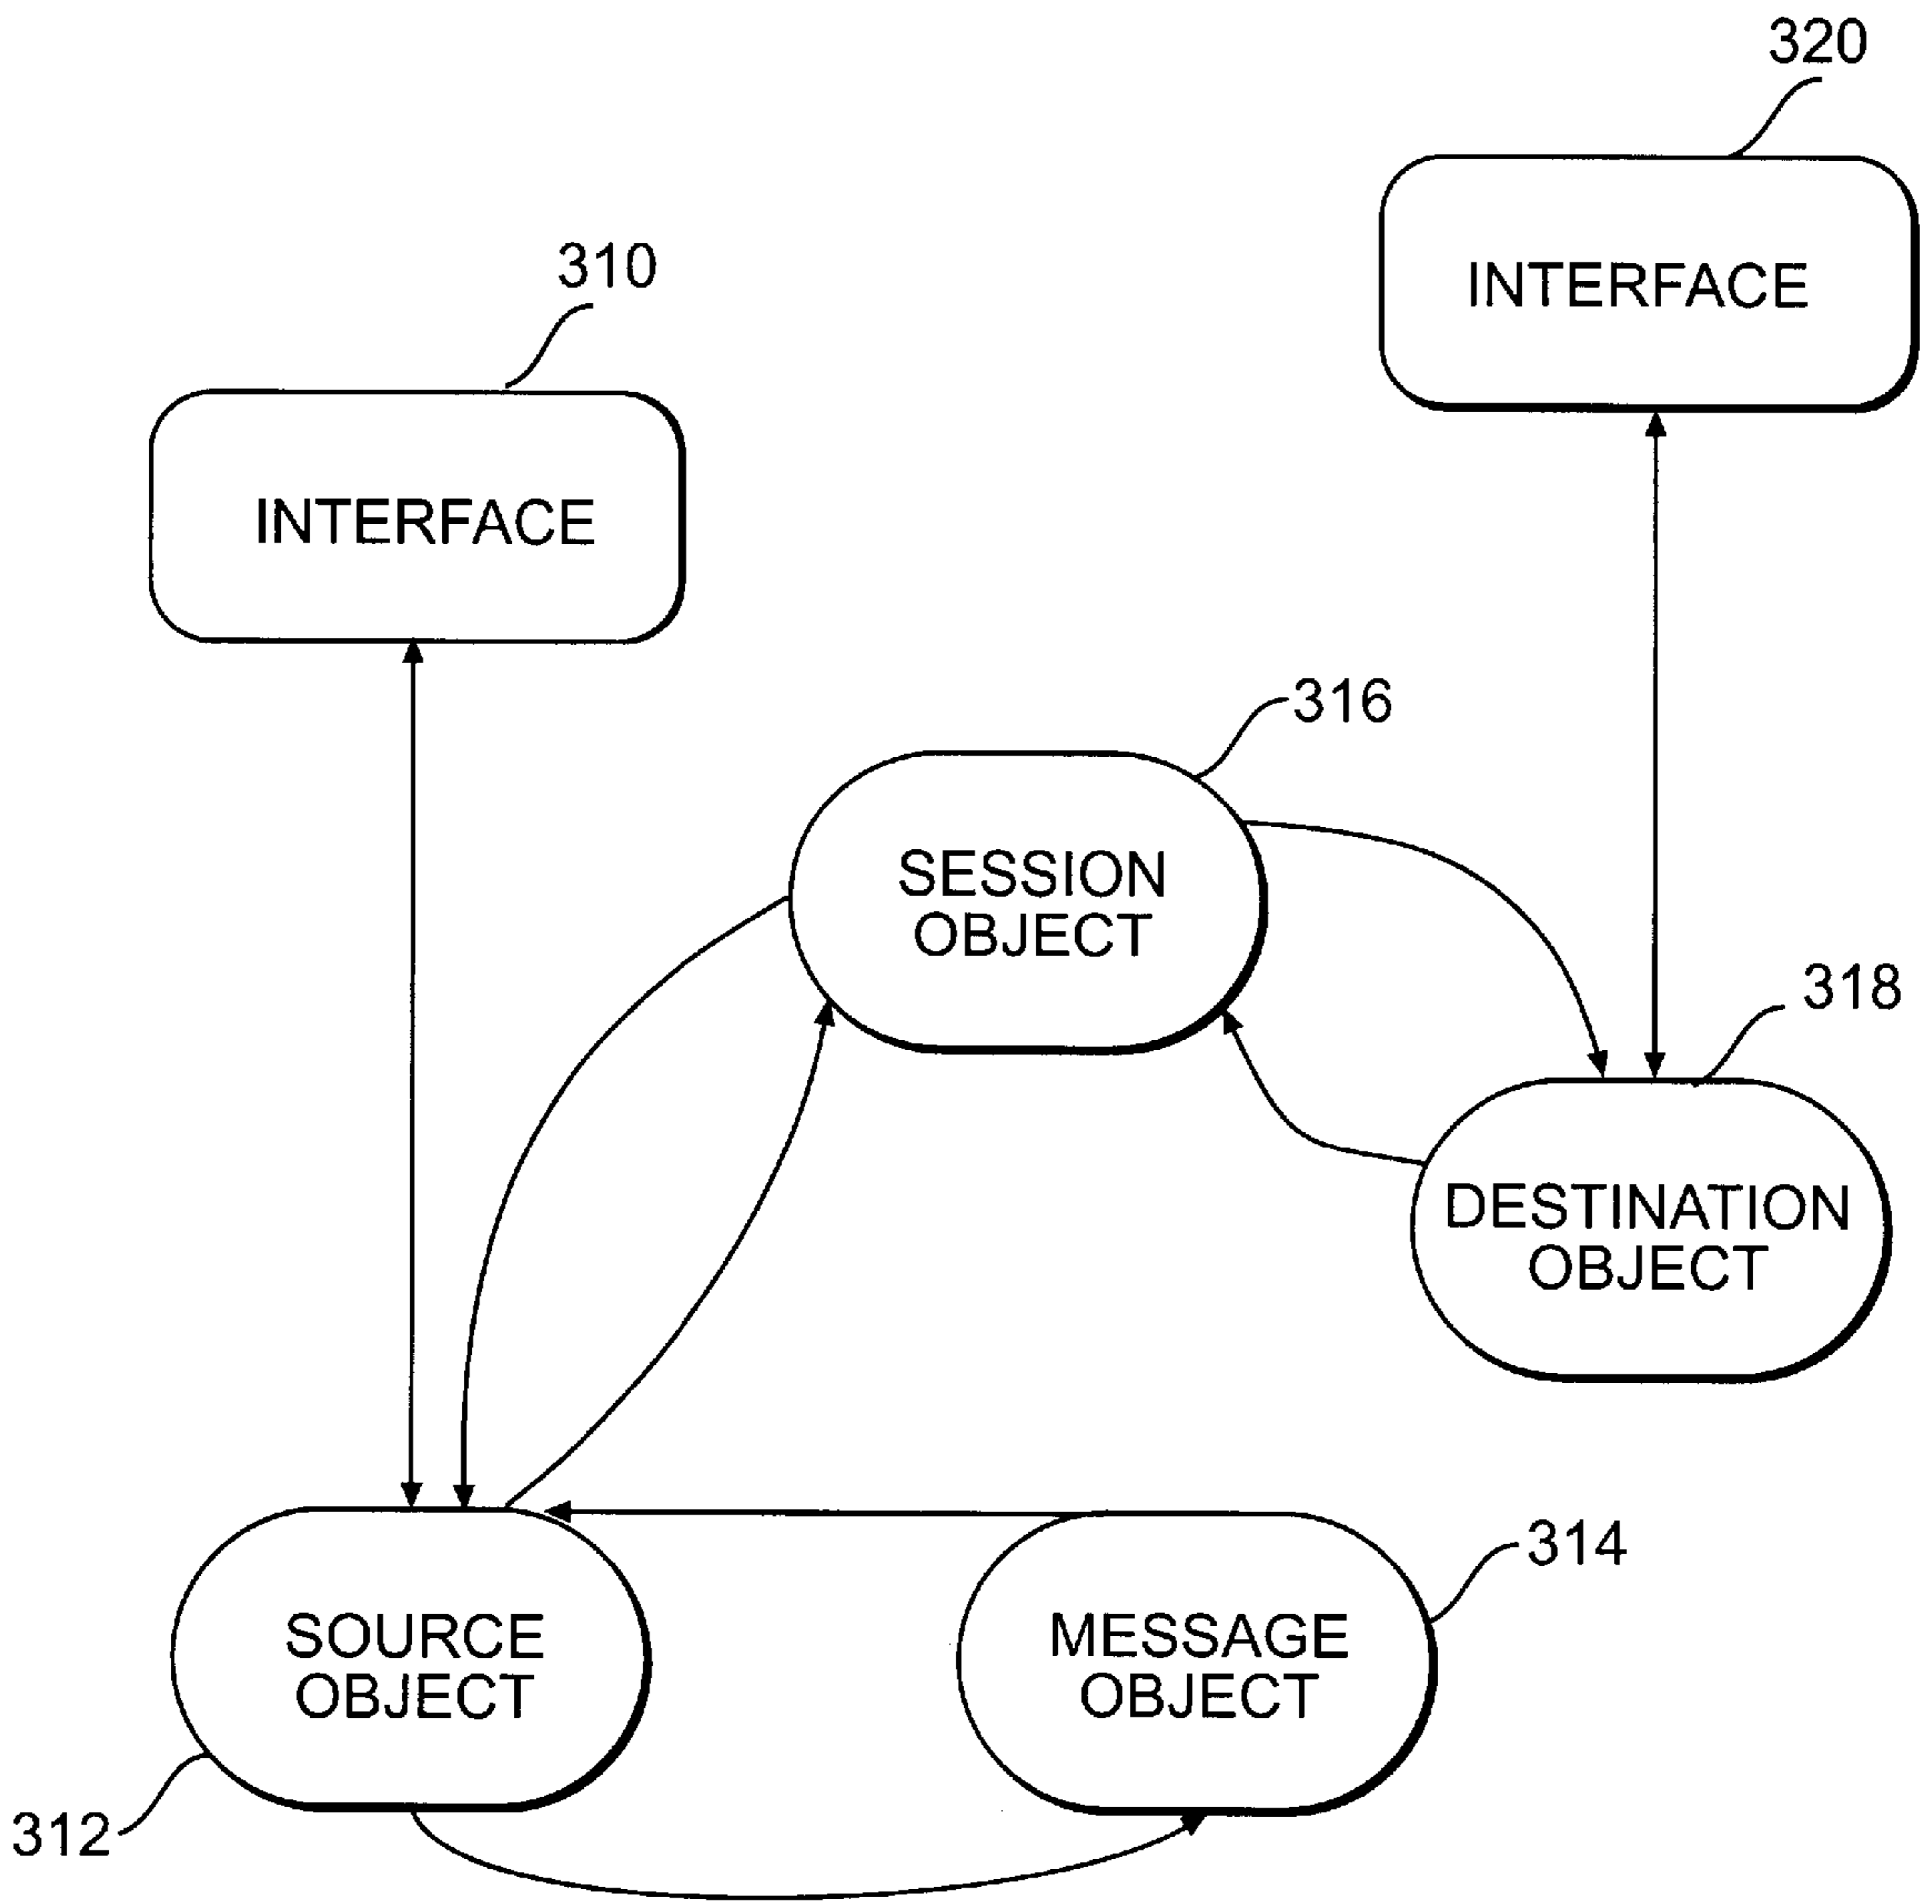 320
INTERFACE
310
INTERFACE
316
SESSION
OBJECT
318
DESTINATION
OBJECT
314
SOURCE
OBJECT
MESSAGE
OBJECT
312